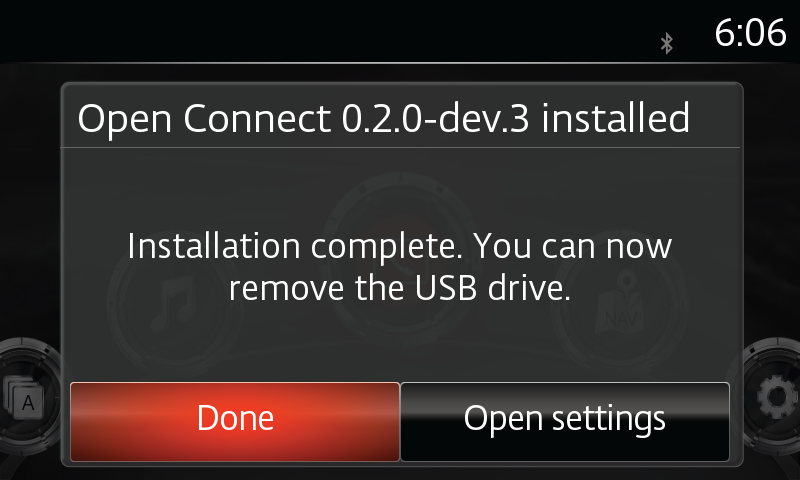 6:06
Open Connect 0.2.0-dev.3 installed
Installation complete. You can now
remove the USB drive.
NAV
A
Done
Open settings